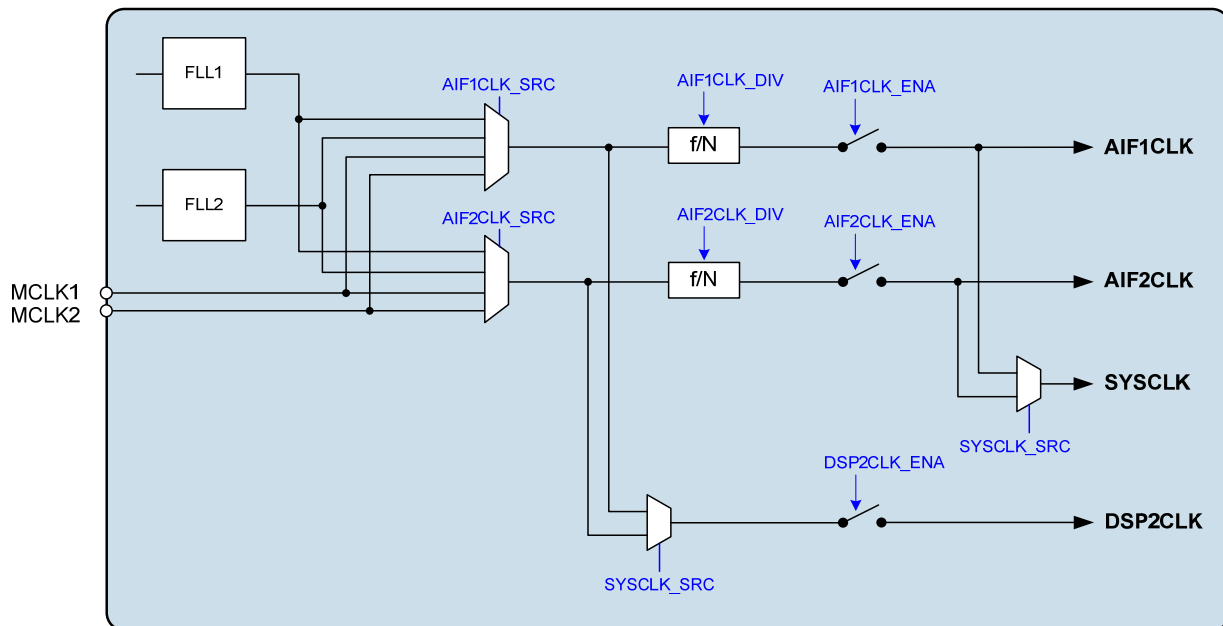 FLL1
AIF1CLK_SRC
AIF1CLK_DIV
AIF1CLK_ENA
f/N
AIF1CLK
FLL2
AIF2CLK_SRC
AIF2CLK_DIV
AIF2CLK_ENA
f/N
AIF2CLK
MCLK1
MCLK2
SYSCLK
SYSCLK_SRC
DSP2CLK_ENA
DSP2CLK
SYSCLK_SRC